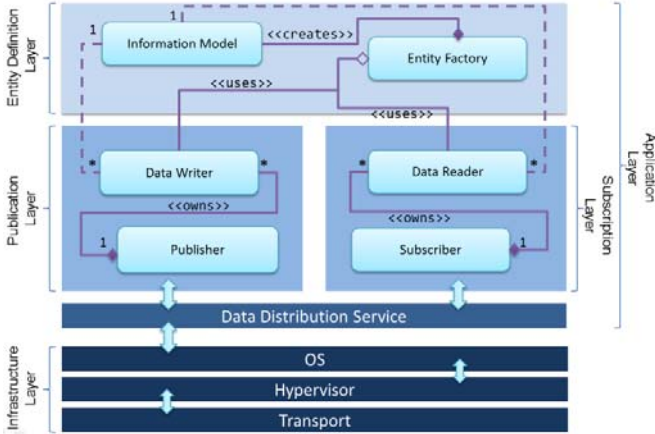 Entity Definition
Layer
1
1
Information Model
<<creates>>
Entity Factory
<<uses>>
<<uses>>
Application
Layer
Publication
Layer
*
Data Writer
*
<<owns>>
1
Publisher
*
Data Reader
*
<<owns>>
Subscriber
1
Subscription
Layer
Data Distribution Service
Infrastructure
Layer
OS
Hypervisor
Transport